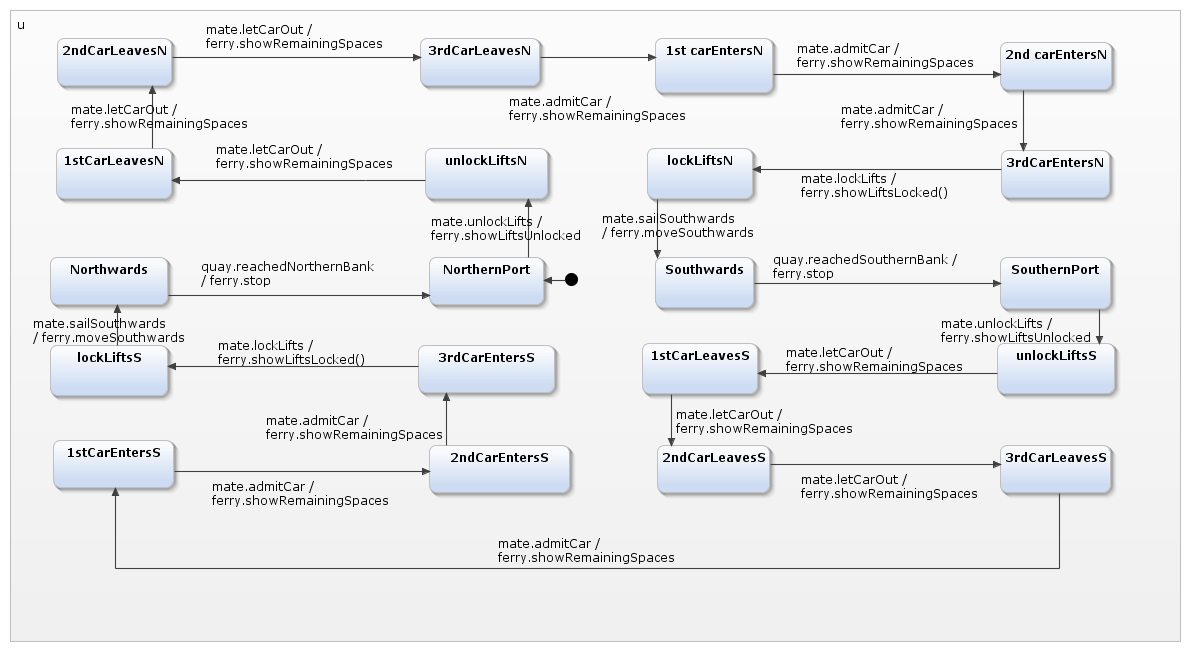 u
mate.letCarOut /
ferry.showRemainingSpaces
2ndCarLeavesN
3rdCarLeavesN
1st carEntersN
mate.admitCar /
ferry.showRemainingSpaces
2nd carEntersN
mate.letCarOut /
ferry.showRemainingSpaces
mate.admitCar /
ferry.showRemainingSpaces
mate.admitCar /
ferry.showRemainingSpaces
1stCarLeavesN
mate.letCarOut /
ferry.showRemainingSpaces
unlockLiftsN
lockLiftsN
3rdCarEntersN
mate.lockLifts /
ferry.showLiftsLocked()
mate.unlockLifts /
ferry.showLiftsUnlocked
mate.sailSouthwards
/ ferry.moveSouthwards
Northwards
quay.reachedNorthernBank
/ ferry.stop
NorthernPort
Southwards
quay.reachedSouthernBank /
ferry.stop
SouthernPort
mate.sailSouthwards
/ ferry.moveSouthwards
mate.unlockLifts /
ferry.showLiftsUnlocked
lockLiftsS
mate.lockLifts /
ferry.showLiftsLocked()
3rdCarEntersS
1stCarLeavesS
mate.letCarOut /
ferry.showRemainingSpaces
unlockLiftsS
mate.admitCar /
ferry.showRemainingSpaces
mate.letCarOut /
ferry.showRemainingSpaces
1stCarEntersS
2ndCarEntersS
2ndCarLeavesS
3rdCarLeavesS
mate.admitCar /
ferry.showRemainingSpaces
mate.letCarOut /
ferry.showRemainingSpaces
mate.admitCar /
ferry.showRemainingSpaces